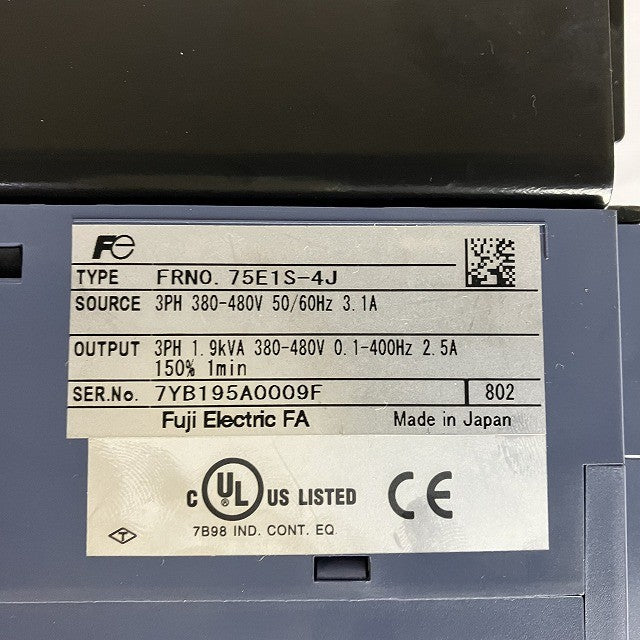 Fe
TYPE FRN0.75E1S-4J
SOURCE 3PH 380-480V 50/60Hz 3.1A
OUTPUT 3PH 1.9kVA 380-480V 0.1-400Hz 2.5A
150% 1min
SER.No. 7YB195A0009F 802
Fuji Electric FA Made in Japan
C UL ® US LISTED CE
7B98 IND. CONT. EQ.
T